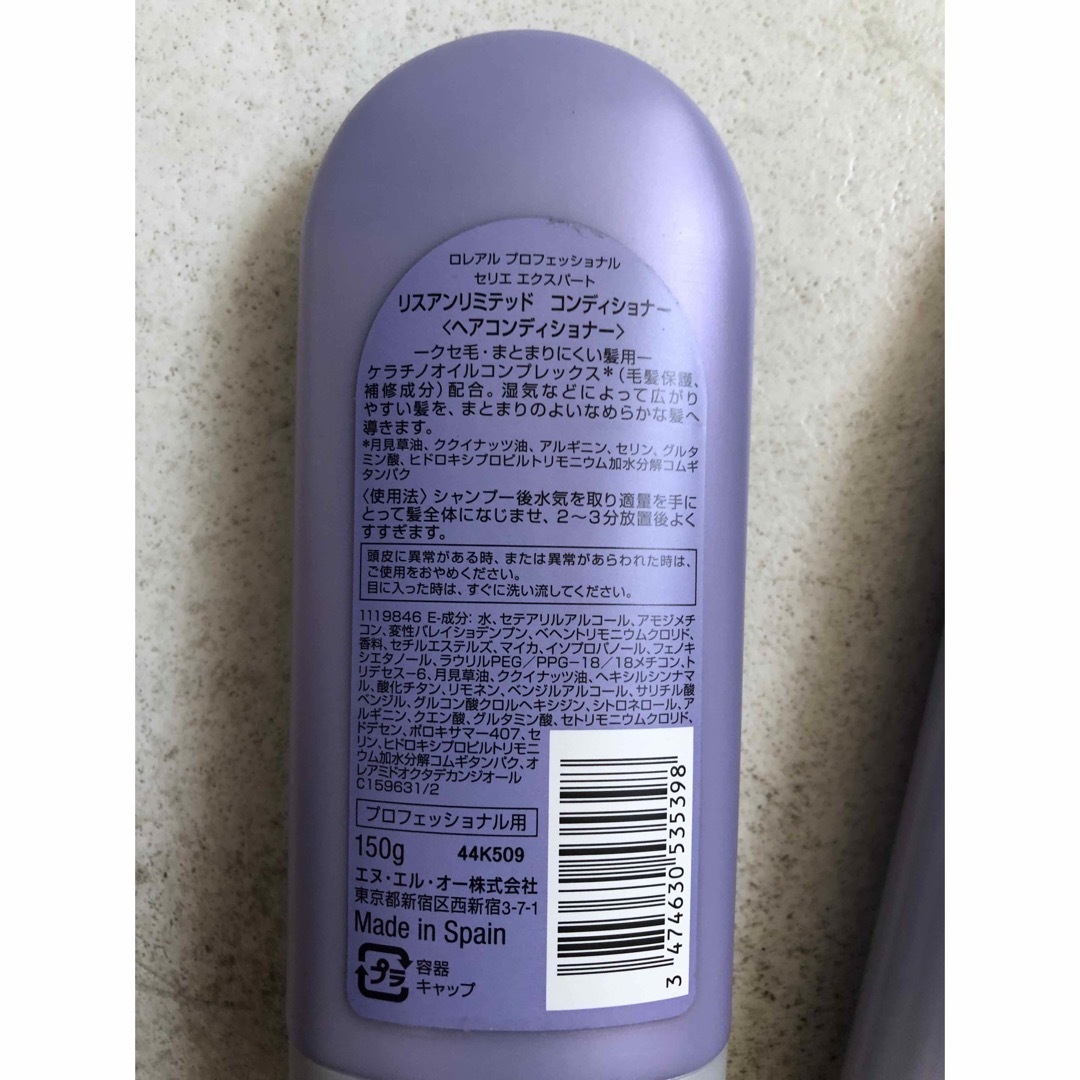 ロレアル プロフェッショナル
セリエ エクスパート
リスアンリミテッド コンディショナー
〈ヘアコンディショナー〉
―クセ毛・まとまりにくい髪用―
ケラチノオイルコンプレックス*(毛髪保護、
補修成分)配合。湿気などによって広がり
やすい髪を、まとまりのよいなめらかな髪へ
導きます。
*月見草油、ククイナッツ油、アルギニン、セリン、グルタ
ミン酸、ヒドロキシプロピルトリモニウム加水分解コムギ
タンパク
〈使用法〉シャンプー後水気を取り適量を手に
とって髪全体になじませ、2〜3分放置後よく
すすぎます。
頭皮に異常がある時、または異常があらわれた時は、
ご使用をおやめください。
目に入った時は、すぐに洗い流してください。
1119846 E-成分: 水、セテアリルアルコール、アモジメチ
コン、変性バレイショデンプン、ベヘントリモニウムクロリド、
香料、セチルエステルズ、マイカ、イソプロパノール、フェノキ
シエタノール、ラウリルPEG/PPG-18/18メチコン、ト
リデセス-6、月見草油、ククイナッツ油、ヘキシルシンナマ
ル、酸化チタン、リモネン、ベンジルアルコール、サリチル酸
ベンジル、グルコン酸クロルヘキシジン、シトロネロール、ア
ルギニン、クエン酸、グルタミン酸、セトリモニウムクロリド、
ドデセン、ポロキサマー407、セ
リン、ヒドロキシプロピルトリモニ
ウム加水分解コムギタンパク、オ
レアミドオクタデカンジオール
C159631/2
プロフェッショナル用
150g 44K509
エヌ・エル・オー株式会社
東京都新宿区西新宿3-7-1
Made in Spain
プラ 容器
キャップ
3 474630 535398